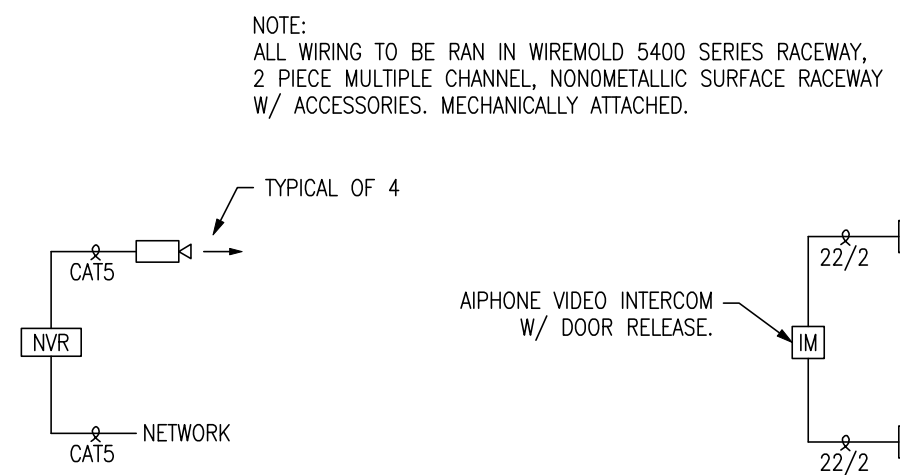 NOTE:
ALL WIRING TO BE RAN IN WIREMOLD 5400 SERIES RACEWAY,
2 PIECE MULTIPLE CHANNEL, NONOMETALLIC SURFACE RACEWAY
W/ ACCESSORIES. MECHANICALLY ATTACHED.
TYPICAL OF 4
CAT5
NVR
CAT5
NETWORK
22/2
AIPHONE VIDEO INTERCOM
W/ DOOR RELEASE.
IM
22/2